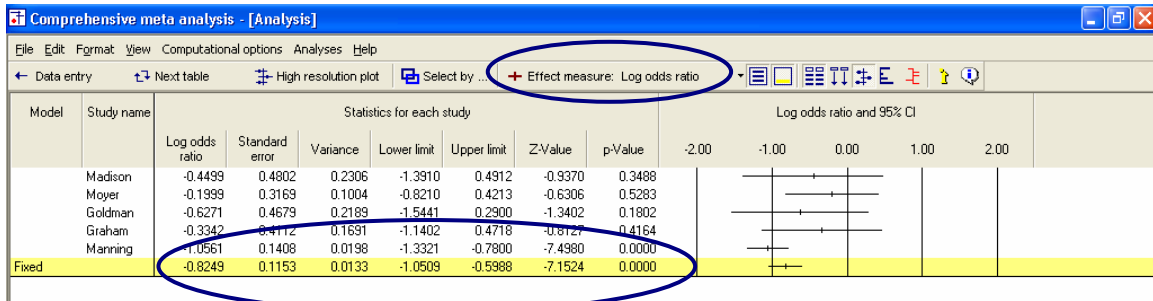 Comprehensive meta analysis - [Analysis]
File Edit Format View Computational options Analyses Help
Data entry Next table High resolution plot Select by ... Effect measure: Log odds ratio
Model Study name Statistics for each study Log odds ratio and 95% CI
Log odds ratio Standard error Variance Lower limit Upper limit Z-Value p-Value -2.00 -1.00 0.00 1.00 2.00
Madison -0.4499 0.4802 0.2306 -1.3910 0.4912 -0.9370 0.3488
Moyer -0.1999 0.3169 0.1004 -0.8210 0.4213 -0.6306 0.5283
Goldman -0.6271 0.4679 0.2189 -1.5441 0.2900 -1.3402 0.1802
Graham -0.3342 0.4112 0.1691 -1.1402 0.4718 -0.8127 0.4164
Manning -1.0561 0.1408 0.0198 -1.3321 -0.7800 -7.4980 0.0000
Fixed -0.8249 0.1153 0.0133 -1.0509 -0.5988 -7.1524 0.0000